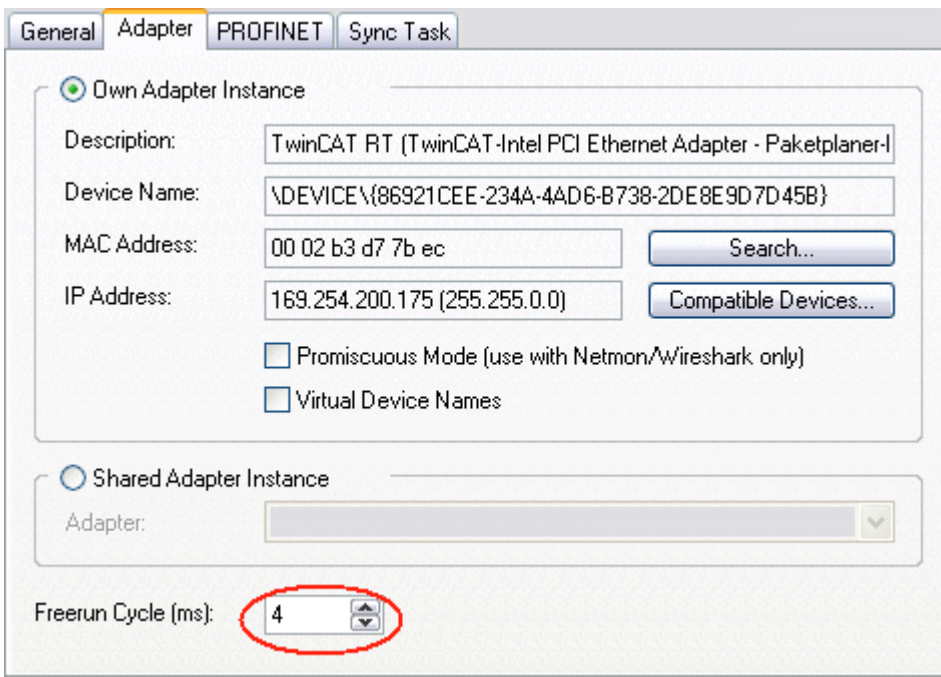 General Adapter PROFINET Sync Task
Own Adapter Instance
Description: TwinCAT RT (TwinCAT-Intel PCI Ethernet Adapter - Paketplaner-
Device Name: \DEVICE\{86921CEE-234A-4AD6-B738-2DE8E9D7D45B}
MAC Address: 00 02 b3 d7 7b ec Search...
IP Address: 169.254.200.175 (255.255.0.0) Compatible Devices...
Promiscuous Mode (use with Netmon/Wireshark only)
Virtual Device Names
Shared Adapter Instance
Adapter:
Freerun Cycle (ms): 4